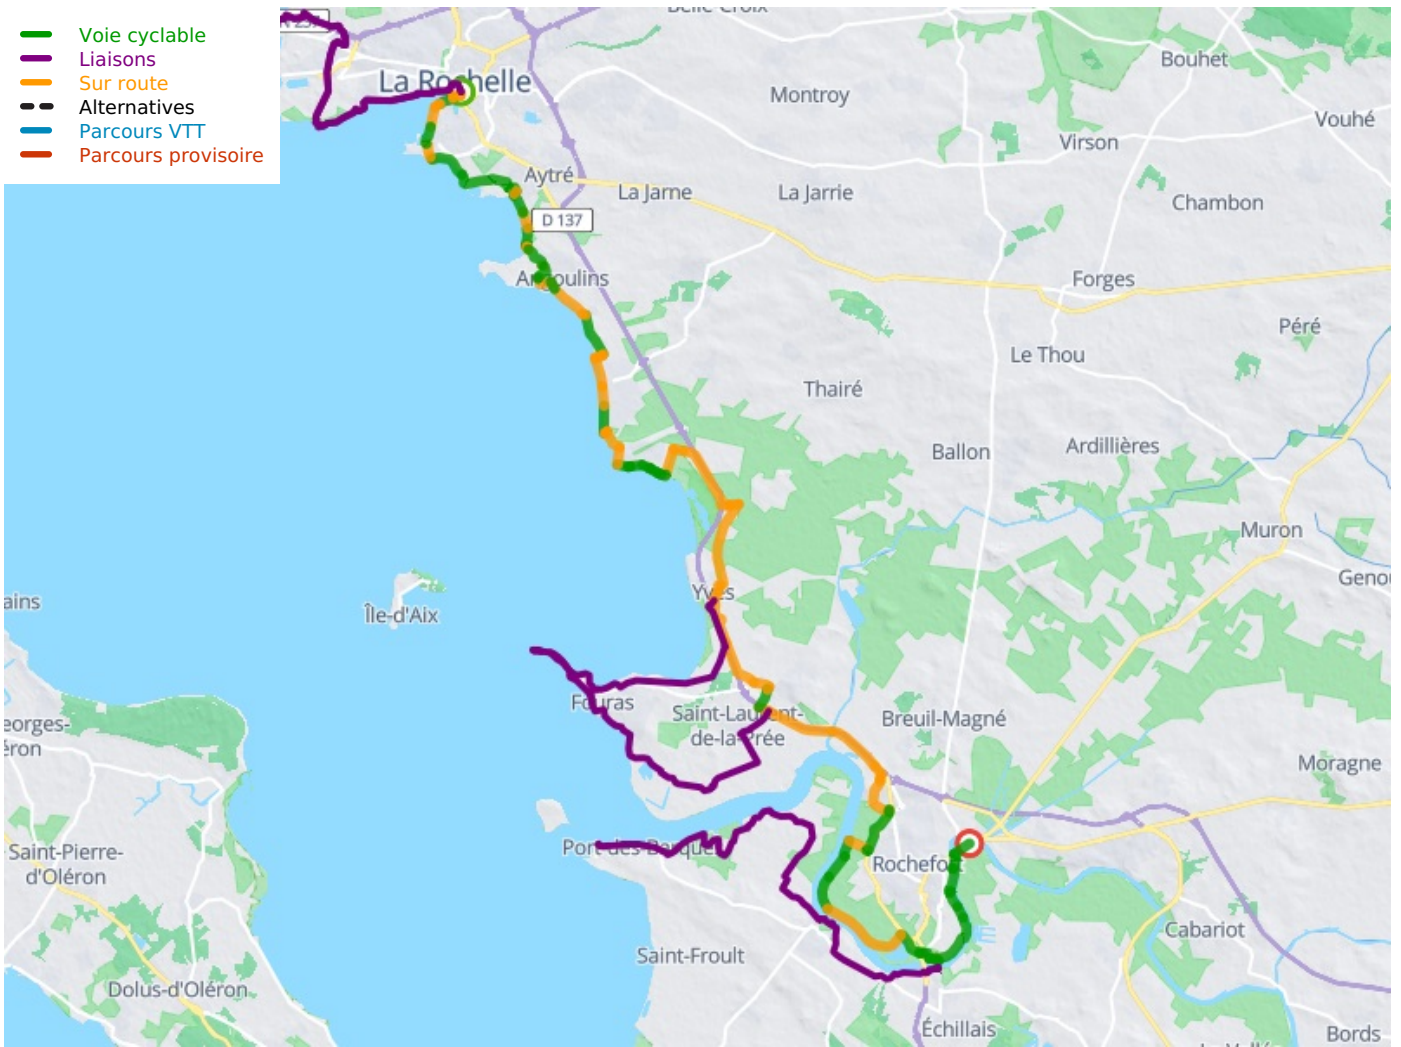 Belle-Croix
Voie cyclable
Liaisons
Sur route
Alternatives
Parcours VTT
Parcours provisoire
La Rochelle
Bouhet
Montroy
Vouhé
Virson
Aytré
La Jarne
La Jarrie
Chambon
D 137
Angoulins
Forges
Péré
Le Thou
Thairé
Ballon
Ardillières
Muron
Yves
Île-d'Aix
Fouras
Saint-Laurent-
de-la-Prée
Breuil-Magné
Moragne
Port-des-Barques
Rochefort
Saint-Pierre-
d'Oléron
Cabariot
Saint-Froult
Dolus-d'Oléron
Échillais
Bords